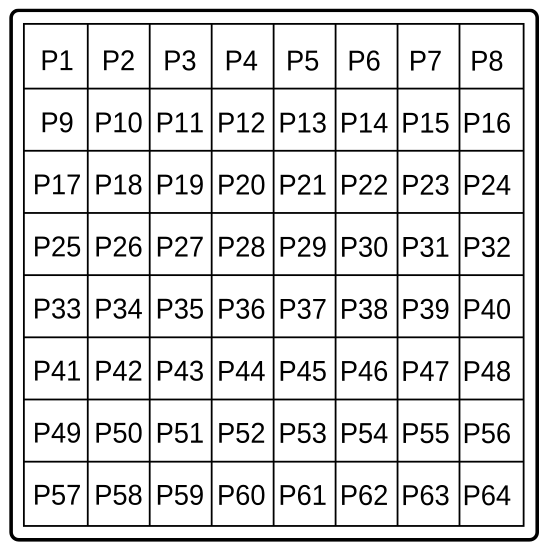 P1 P2 P3 P4 P5 P6 P7 P8
P9 P10 P11 P12 P13 P14 P15 P16
P17 P18 P19 P20 P21 P22 P23 P24
P25 P26 P27 P28 P29 P30 P31 P32
P33 P34 P35 P36 P37 P38 P39 P40
P41 P42 P43 P44 P45 P46 P47 P48
P49 P50 P51 P52 P53 P54 P55 P56
P57 P58 P59 P60 P61 P62 P63 P64